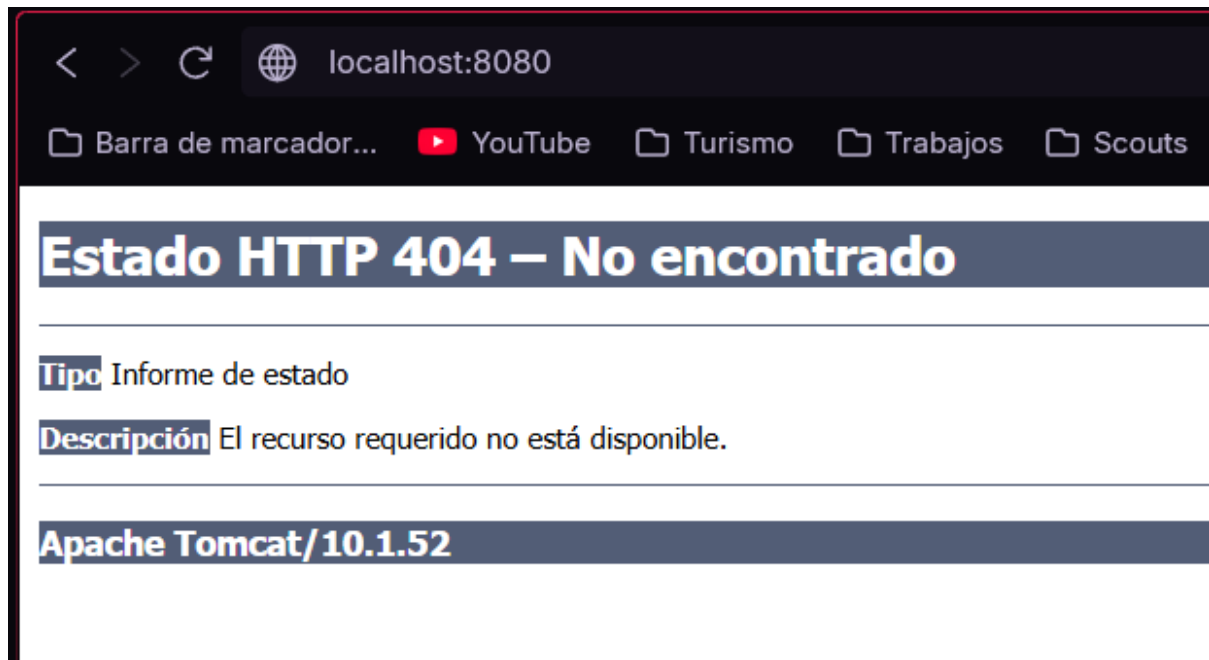 localhost:8080
Barra de marcador... YouTube Turismo Trabajos Scouts
Estado HTTP 404 – No encontrado
Tipo Informe de estado
Descripción El recurso requerido no está disponible.
Apache Tomcat/10.1.52